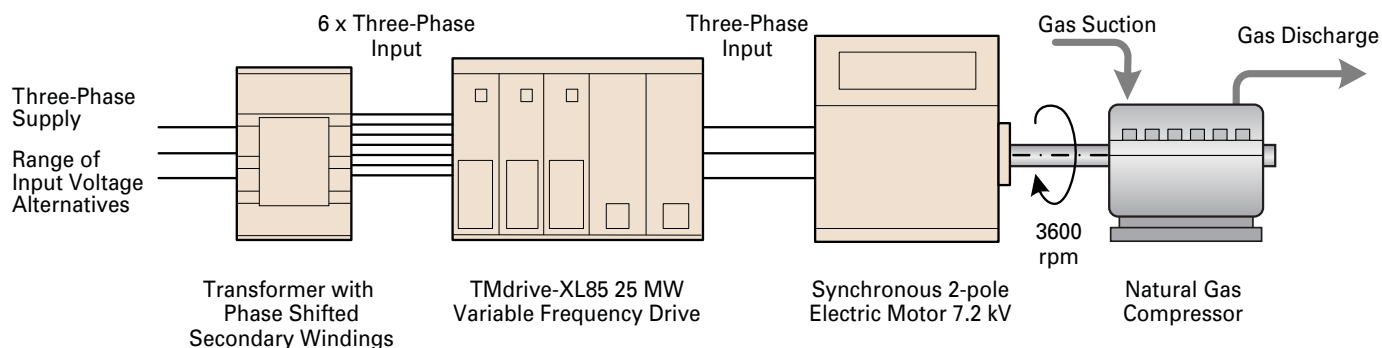 6 x Three-Phase
Input
Three-Phase
Input
Gas Suction
Gas Discharge
Three-Phase
Supply
Range of
Input Voltage
Alternatives
3600
rpm
Transformer with
Phase Shifted
Secondary Windings
TMdrive-XL85 25 MW
Variable Frequency Drive
Synchronous 2-pole
Electric Motor 7.2 kV
Natural Gas
Compressor